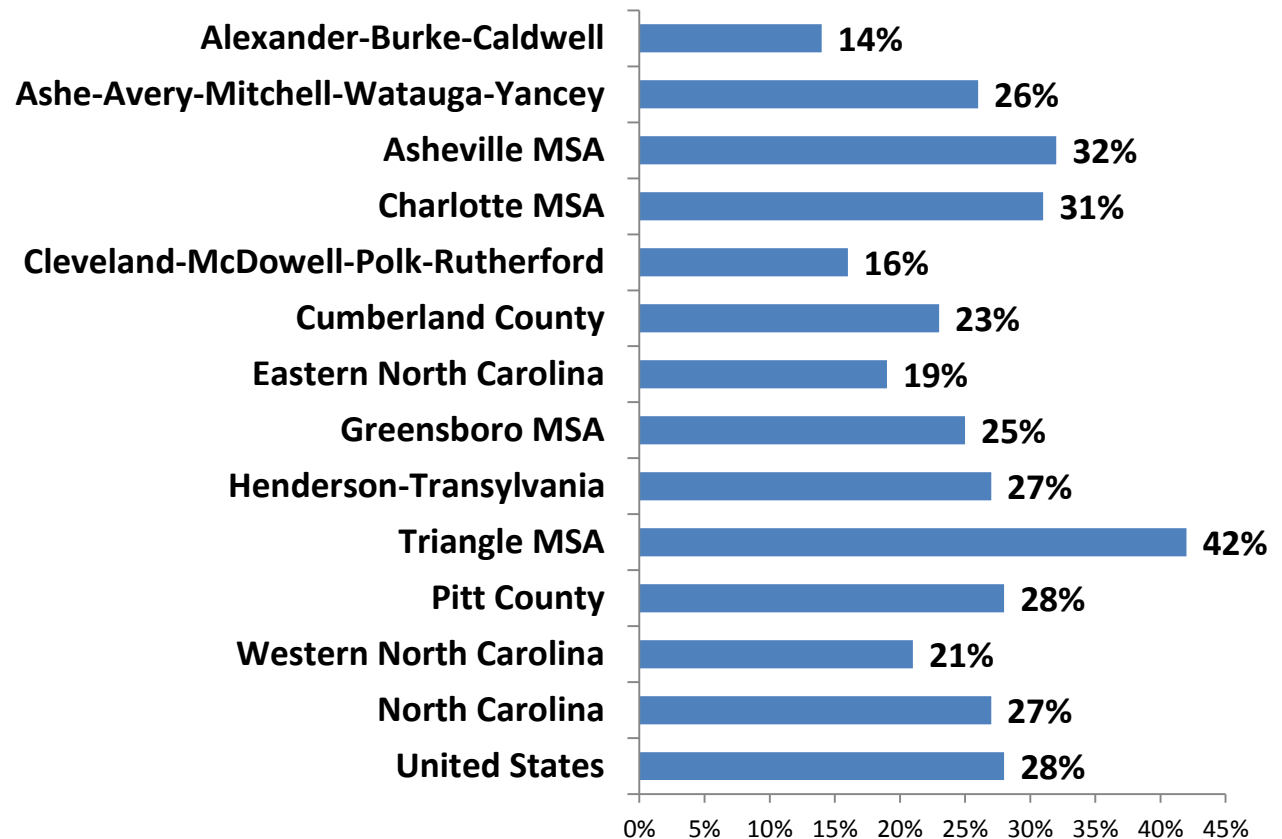 Alexander-Burke-Caldwell 14%
Ashe-Avery-Mitchell-Watauga-Yancey 26%
Asheville MSA 32%
Charlotte MSA 31%
Cleveland-McDowell-Polk-Rutherford 16%
Cumberland County 23%
Eastern North Carolina 19%
Greensboro MSA 25%
Henderson-Transylvania 27%
Triangle MSA 42%
Pitt County 28%
Western North Carolina 21%
North Carolina 27%
United States 28%
0% 5% 10% 15% 20% 25% 30% 35% 40% 45%